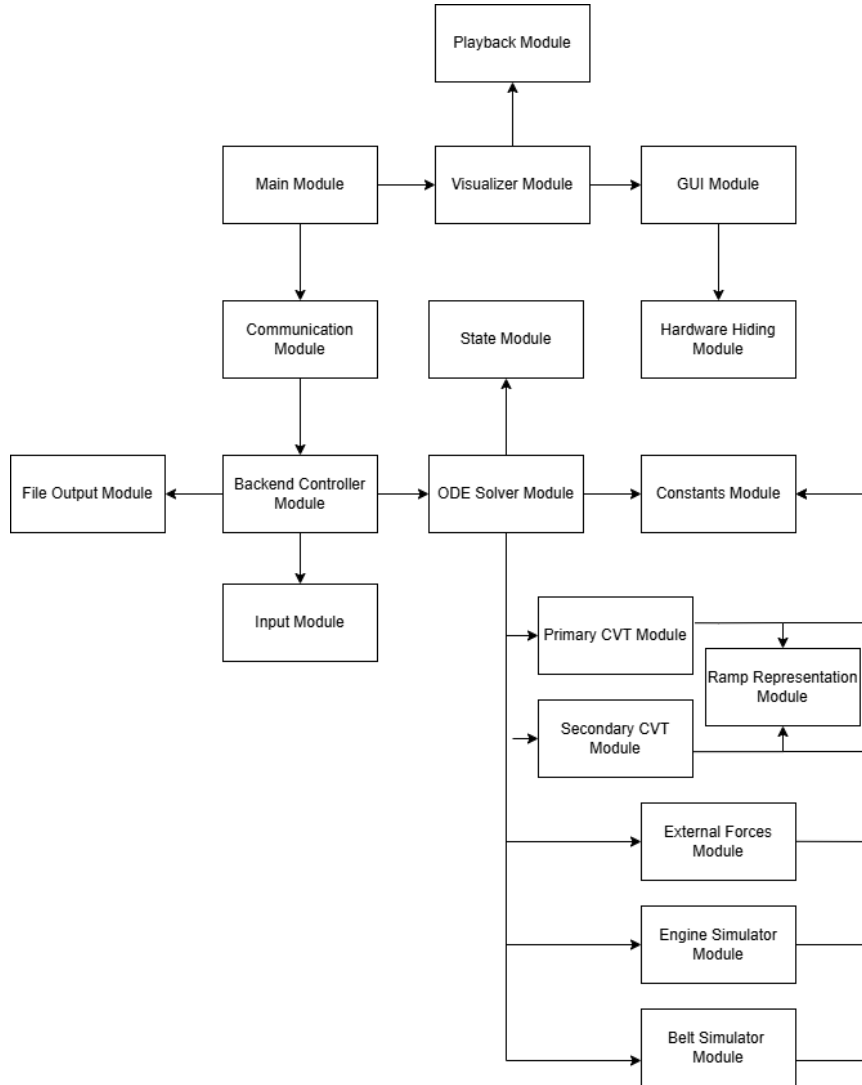 Playback Module
Main Module
Visualizer Module
GUI Module
Communication
Module
State Module
Hardware Hiding
Module
File Output Module
Backend Controller
Module
ODE Solver Module
Constants Module
Input Module
Primary CVT Module
Ramp Representation
Module
Secondary CVT
Module
External Forces
Module
Engine Simulator
Module
Belt Simulator
Module